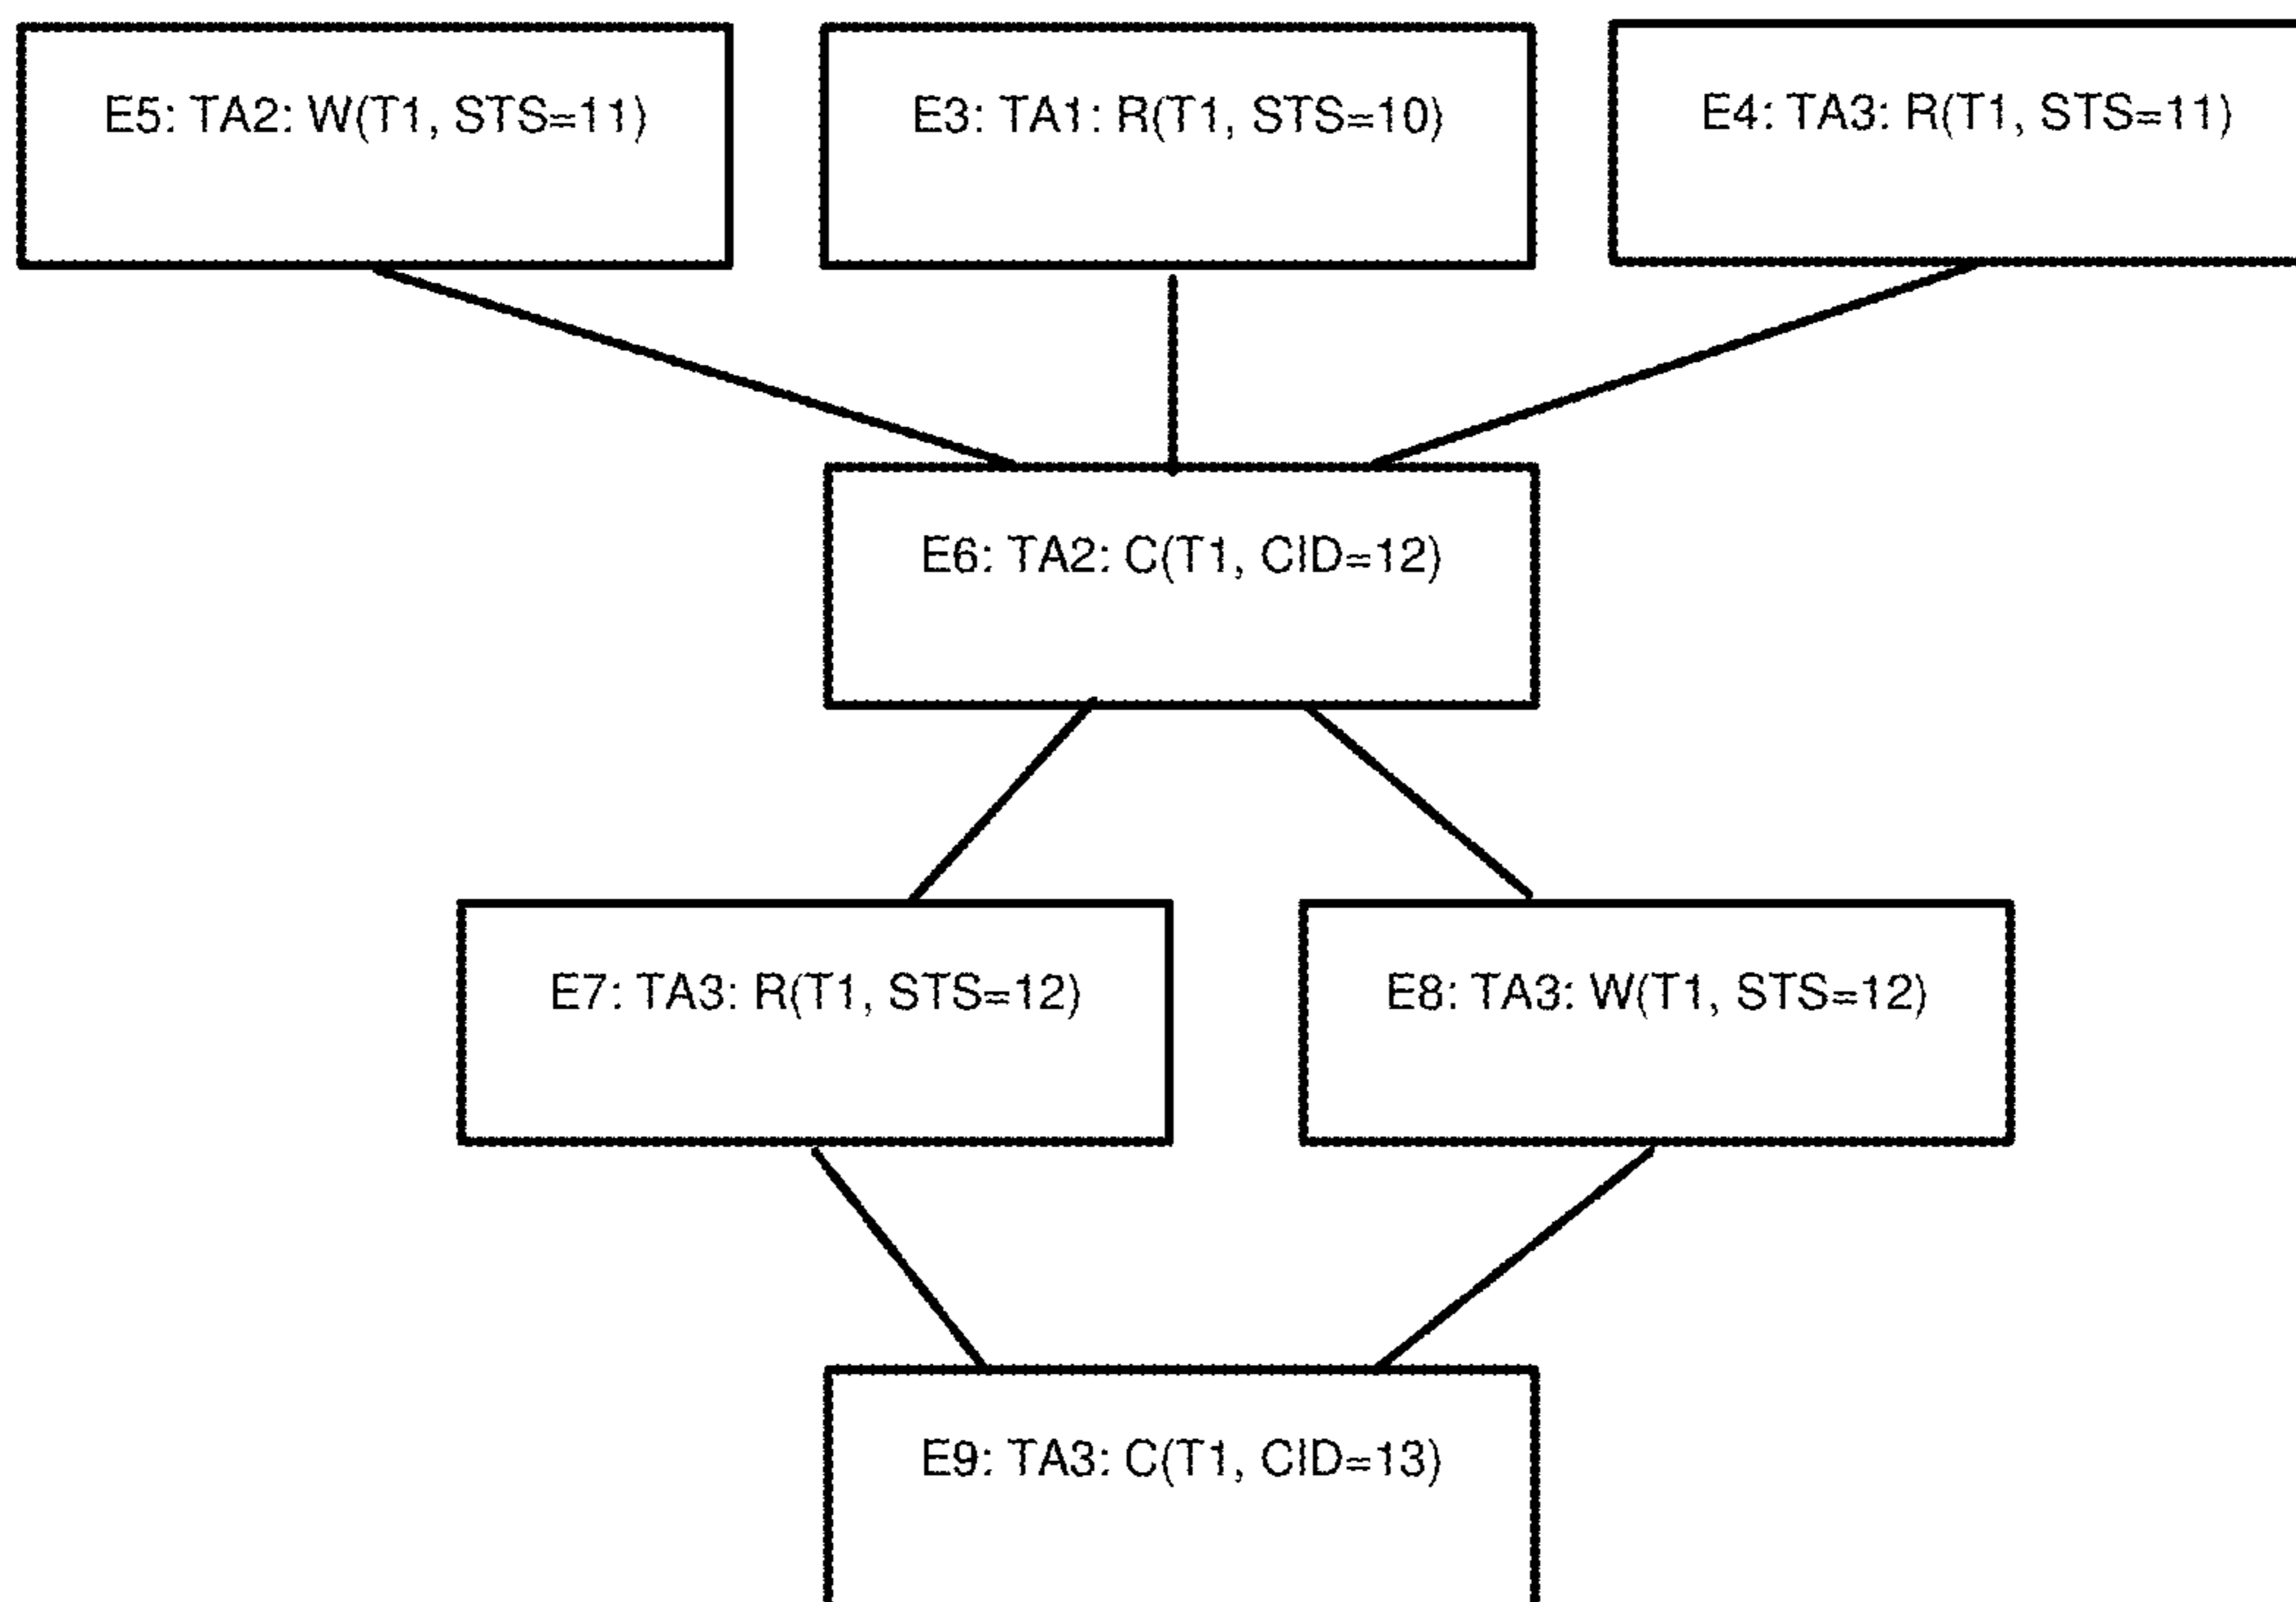 E5: TA2: W(T1, STS=11)
E3: TA1: R(T1, STS=10)
E4: TA3: R(T1, STS=11)
E6: TA2: C(T1, CID=12)
E7: TA3: R(T1, STS=12)
E8: TA3: W(T1, STS=12)
E9: TA3: C(T1, CID=13)